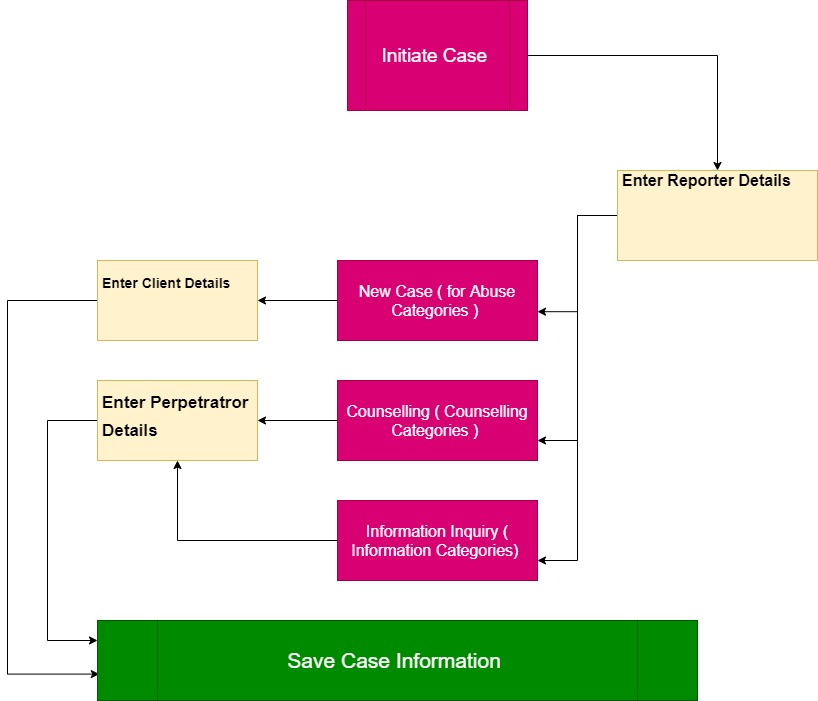 Initiate Case
Enter Reporter Details
Enter Client Details
New Case ( for Abuse
Categories )
Enter Perpetratror
Details
Counselling ( Counselling
Categories )
Information Inquiry (
Information Categories)
Save Case Information